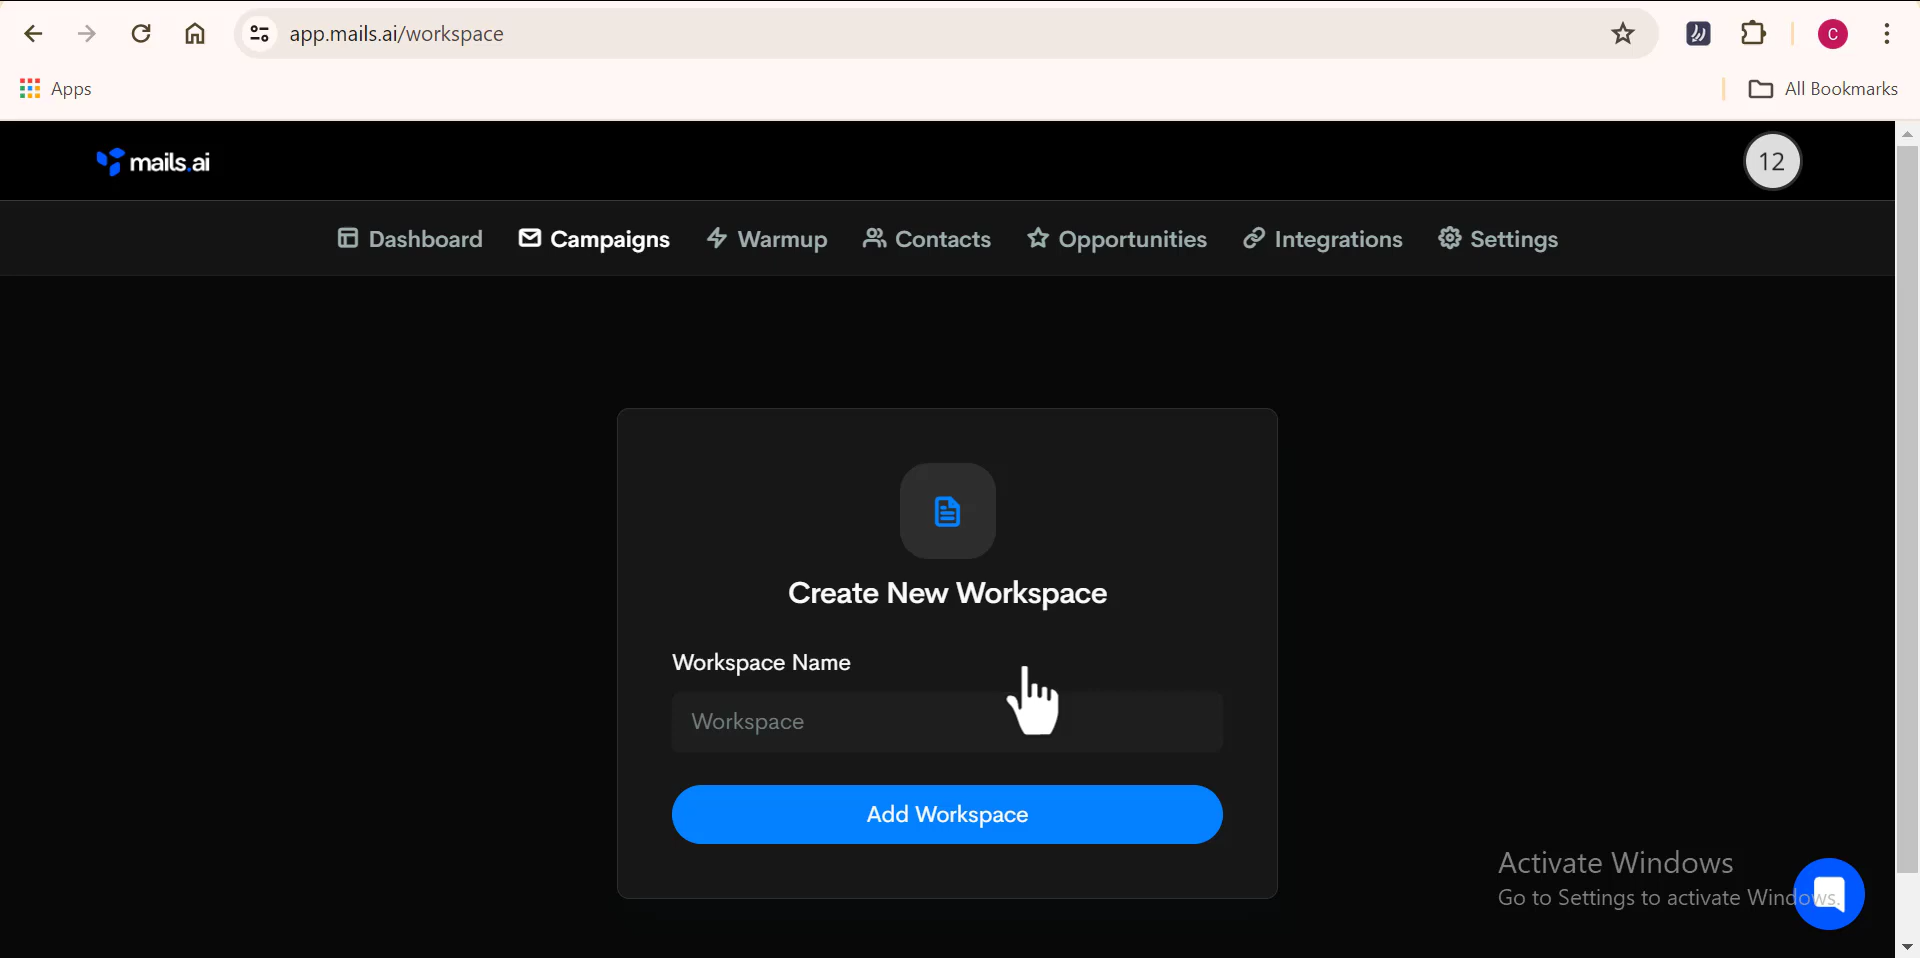 app.mails.ai/workspace
C
Apps
All Bookmarks
mails.ai
12
Dashboard
Campaigns
Warmup
Contacts
Opportunities
Integrations
Settings
Create New Workspace
Workspace Name
Workspace
Add Workspace
Activate Windows
Go to Settings to activate Windows.